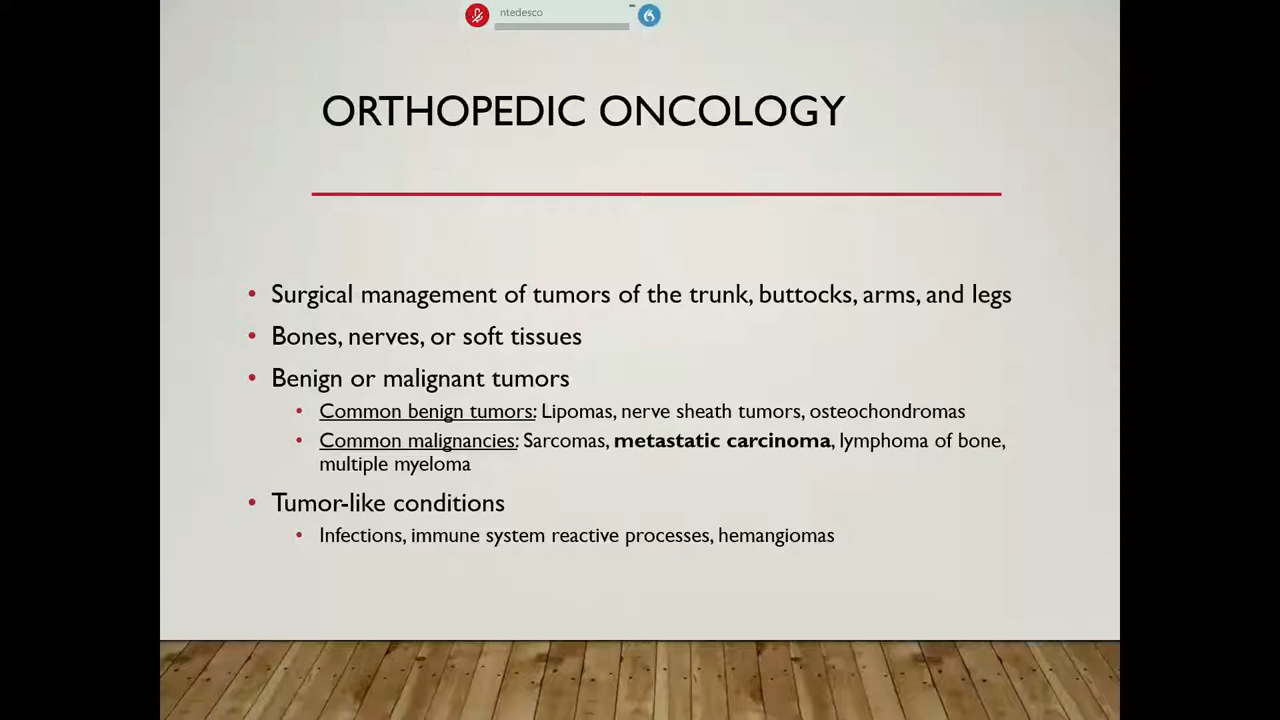 ntedesco
ORTHOPEDIC ONCOLOGY
• Surgical management of tumors of the trunk, buttocks, arms, and legs
• Bones, nerves, or soft tissues
• Benign or malignant tumors
• Common benign tumors: Lipomas, nerve sheath tumors, osteochondromas
• Common malignancies: Sarcomas, metastatic carcinoma, lymphoma of bone,
multiple myeloma
• Tumor-like conditions
• Infections, immune system reactive processes, hemangiomas